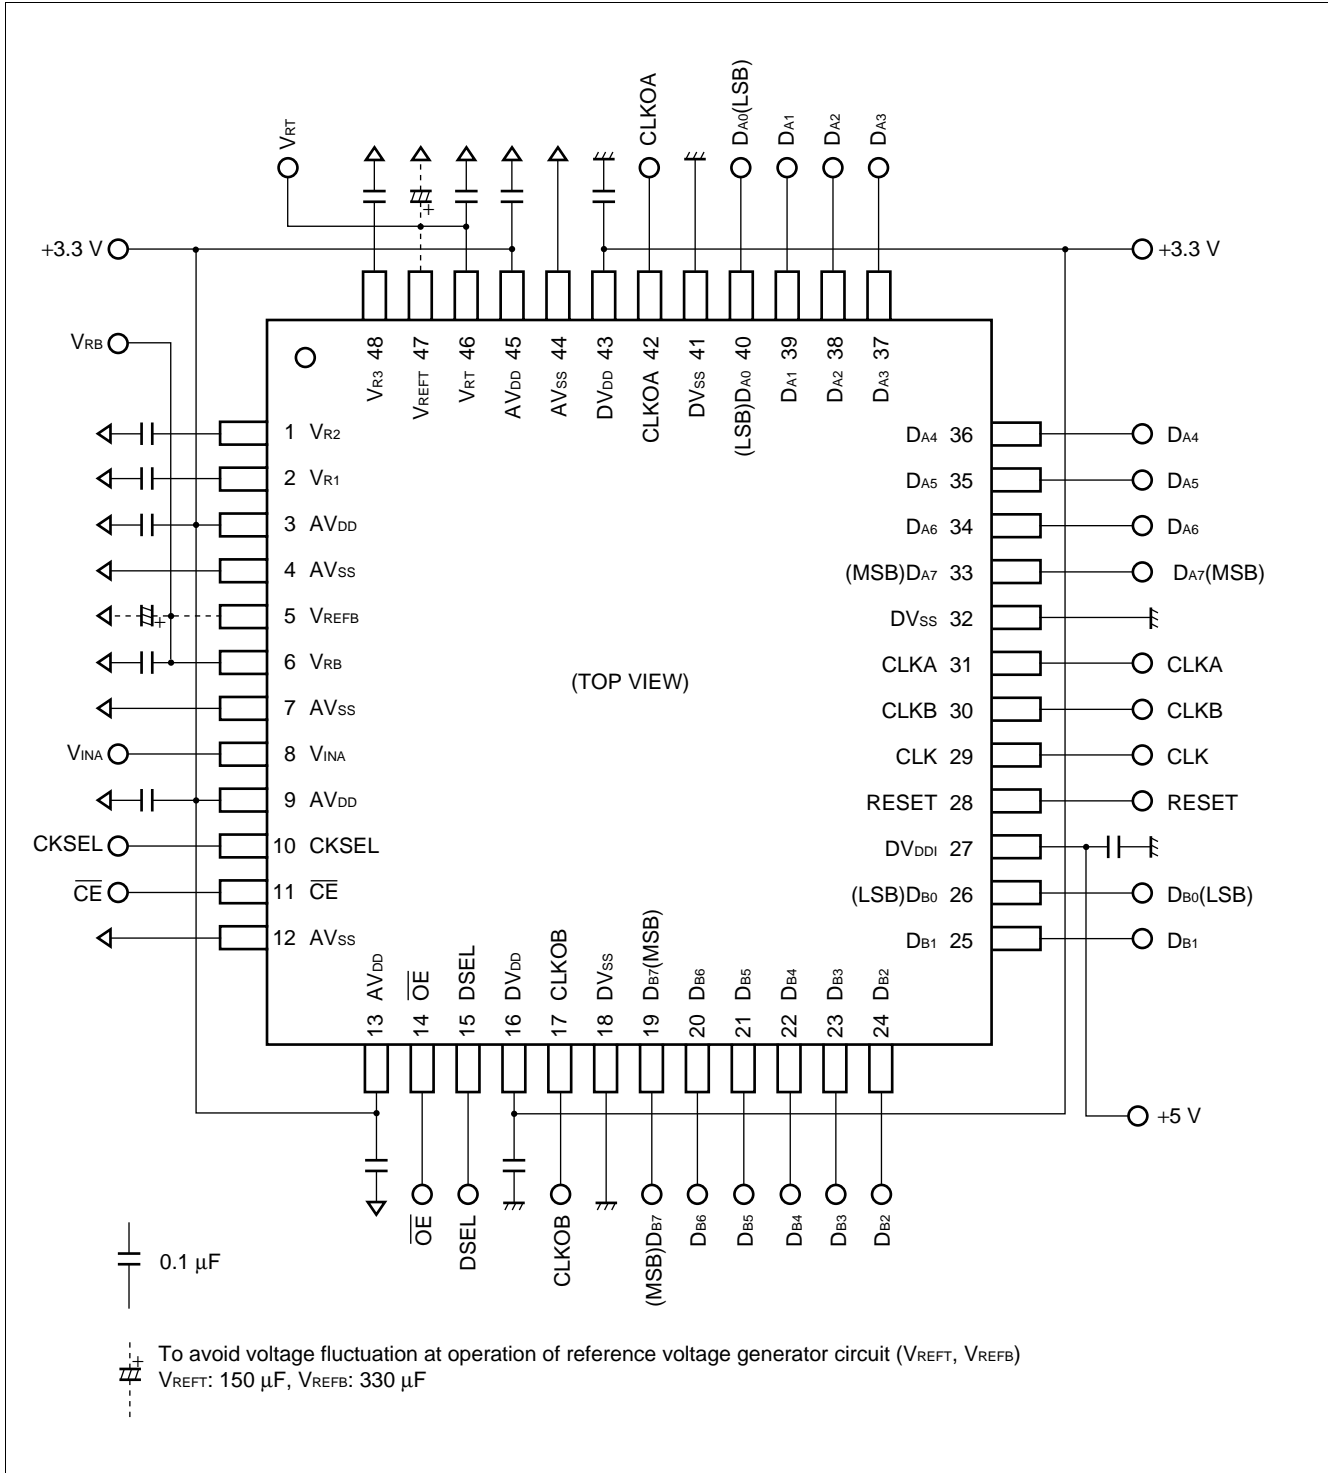 VRT
CLKOA
DA0(LSB)
DA1
DA2
DA3
+
+3.3 V
+3.3 V
VRB
48 VR3
47 VREFT
46 VRT
45 AVDD
44 AVSS
43 DVDD
42 CLKOA
41 DVSS
40 (LSB)DA0
39 DA1
38 DA2
37 DA3
1 VR2
2 VR1
3 AVDD
4 AVSS
+
5 VREFB
6 VRB
7 AVSS
VINA
8 VINA
9 AVDD
CKSEL
10 CKSEL
CE
11 CE
12 AVSS
(TOP VIEW)
DA4 36
DA4
DA5 35
DA5
DA6 34
DA6
(MSB)DA7 33
DA7(MSB)
DVSS 32
CLKA 31
CLKA
CLKB 30
CLKB
CLK 29
CLK
RESET 28
RESET
DVDDI 27
(LSB)DB0 26
DB0(LSB)
DB1 25
DB1
13 AVDD
14 OE
15 DSEL
16 DVDD
17 CLKOB
18 DVSS
19 DB7(MSB)
20 DB6
21 DB5
22 DB4
23 DB3
24 DB2
+5 V
OE
DSEL
CLKOB
(MSB)DB7
DB6
DB5
DB4
DB3
DB2
0.1 µF
+
To avoid voltage fluctuation at operation of reference voltage generator circuit (VREFT, VREFB)
VREFT: 150 µF, VREFB: 330 µF